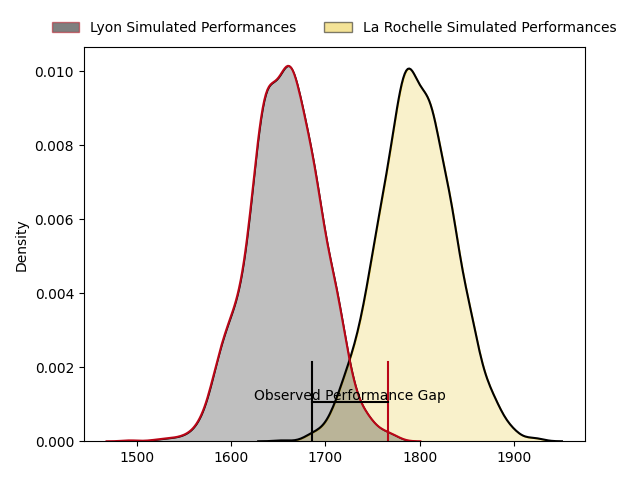 Lyon Simulated Performances
La Rochelle Simulated Performances
0.010
0.008
0.006
0.004
0.002
0.000
Density
Observed Performance Gap
1500 1600 1700 1800 1900